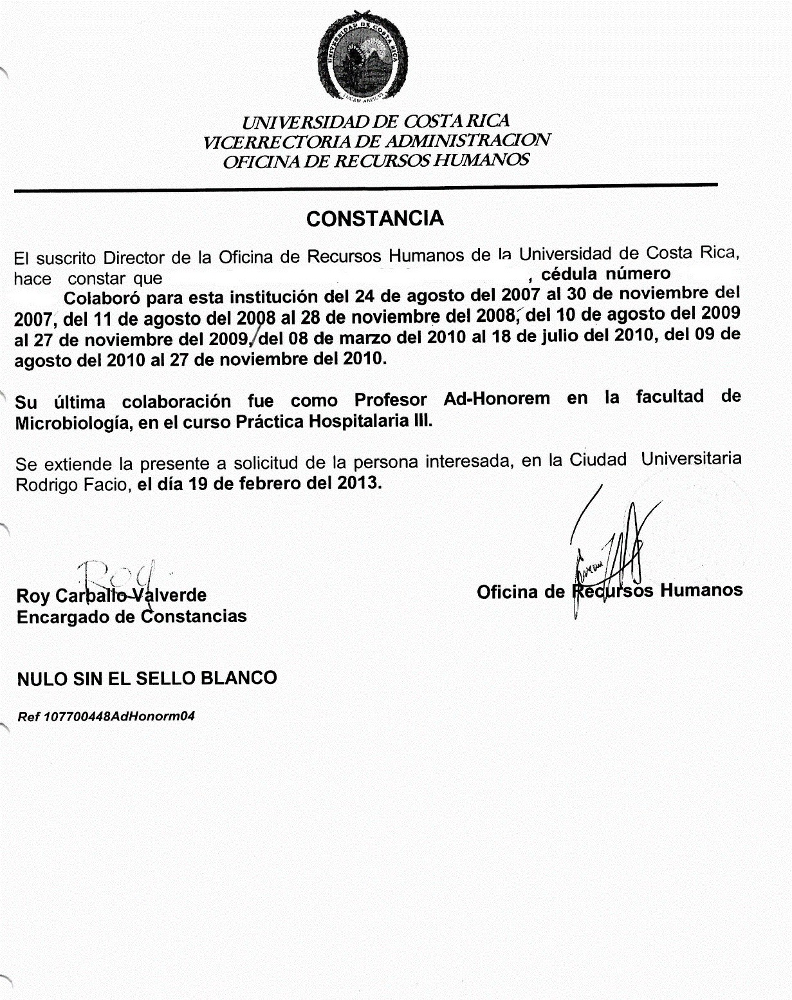 UNIVERSIDAD DE COSTA RICA
UNIVERSIDAD DE COSTA RICA
VICERRECTORIA DE ADMINISTRACION
OFICINA DE RECURSOS HUMANOS
CONSTANCIA
El suscrito Director de la Oficina de Recursos Humanos de la Universidad de Costa Rica,
hace constar que , cédula número
Colaboró para esta institución del 24 de agosto del 2007 al 30 de noviembre del
2007, del 11 de agosto del 2008 al 28 de noviembre del 2008, del 10 de agosto del 2009
al 27 de noviembre del 2009, del 08 de marzo del 2010 al 18 de julio del 2010, del 09 de
agosto del 2010 al 27 de noviembre del 2010.
Su última colaboración fue como Profesor Ad-Honorem en la facultad de
Microbiología, en el curso Práctica Hospitalaria III.
Se extiende la presente a solicitud de la persona interesada, en la Ciudad Universitaria
Rodrigo Facio, el día 19 de febrero del 2013.
Roy
Roy Carballo Valverde
Encargado de Constancias
Oficina de Recursos Humanos
NULO SIN EL SELLO BLANCO
Ref 107700448AdHonorm04